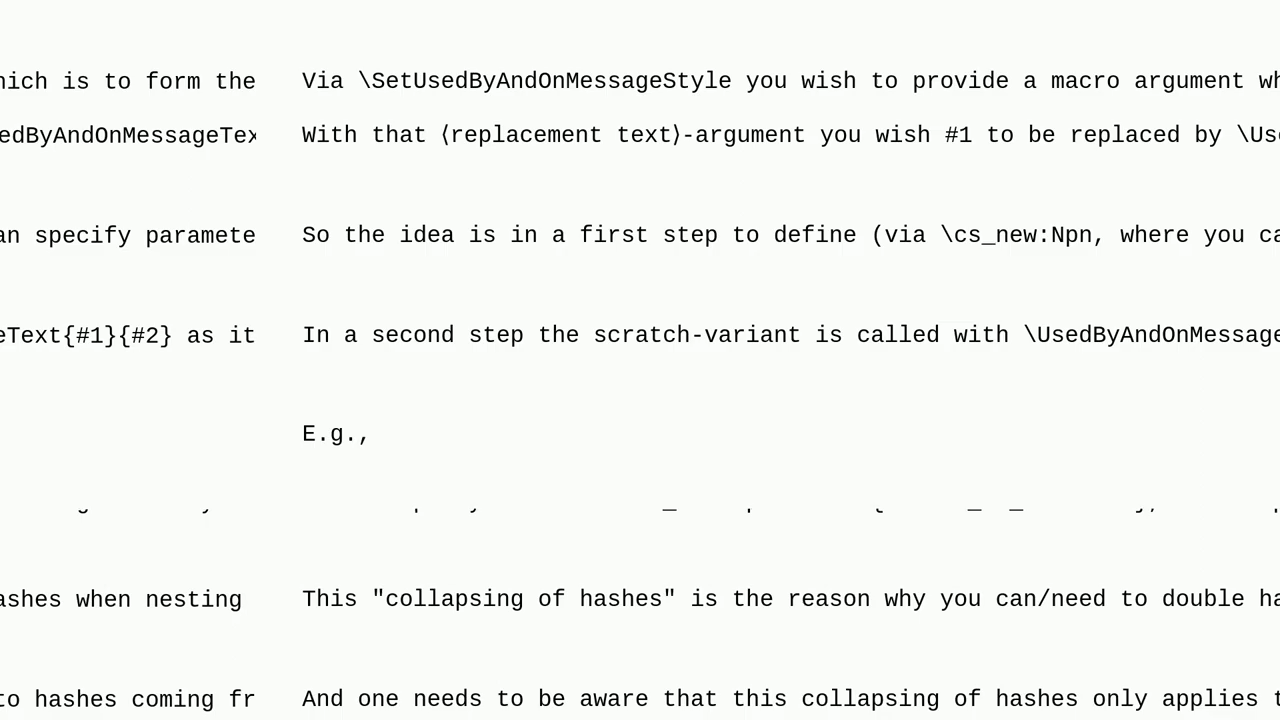 hich is to form the Via \SetUsedByAndOnMessageStyle you wish to provide a macro argument wh
edByAndOnMessageTex With that ⟨replacement text⟩-argument you wish #1 to be replaced by \Us
an specify paramete So the idea is in a first step to define (via \cs_new:Npn, where you ca
eText{#1}{#2} as it In a second step the scratch-variant is called with \UsedByAndOnMessage
E.g.,
ashes when nesting This "collapsing of hashes" is the reason why you can/need to double ha
to hashes coming fr And one needs to be aware that this collapsing of hashes only applies t